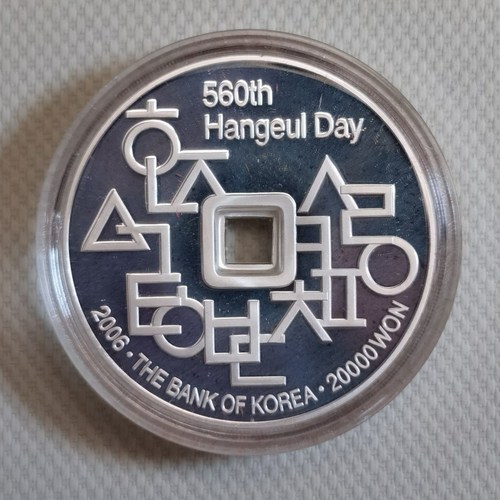 560th
Hangeul Day
2006 · THE BANK OF KOREA · 20000WON